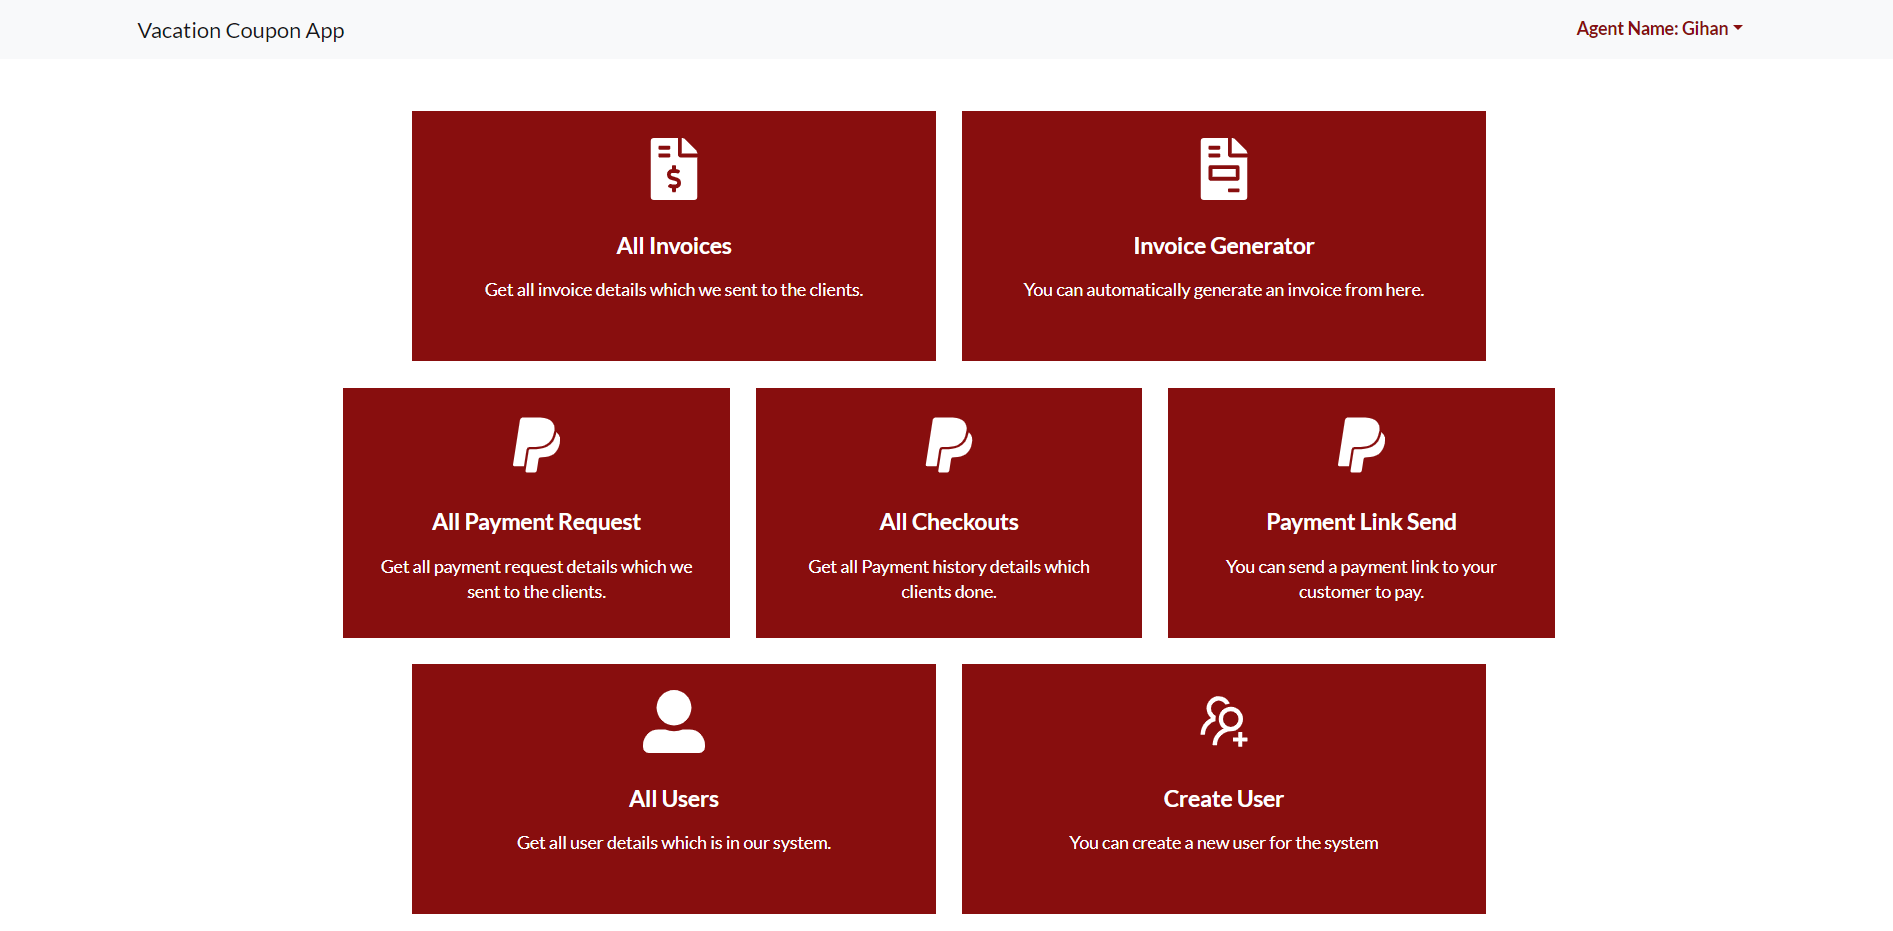 Vacation Coupon App
Agent Name: Gihan
All Invoices
Get all invoice details which we sent to the clients.
Invoice Generator
You can automatically generate an invoice from here.
All Payment Request
Get all payment request details which we
sent to the clients.
All Checkouts
Get all Payment history details which
clients done.
Payment Link Send
You can send a payment link to your
customer to pay.
All Users
Get all user details which is in our system.
Create User
You can create a new user for the system